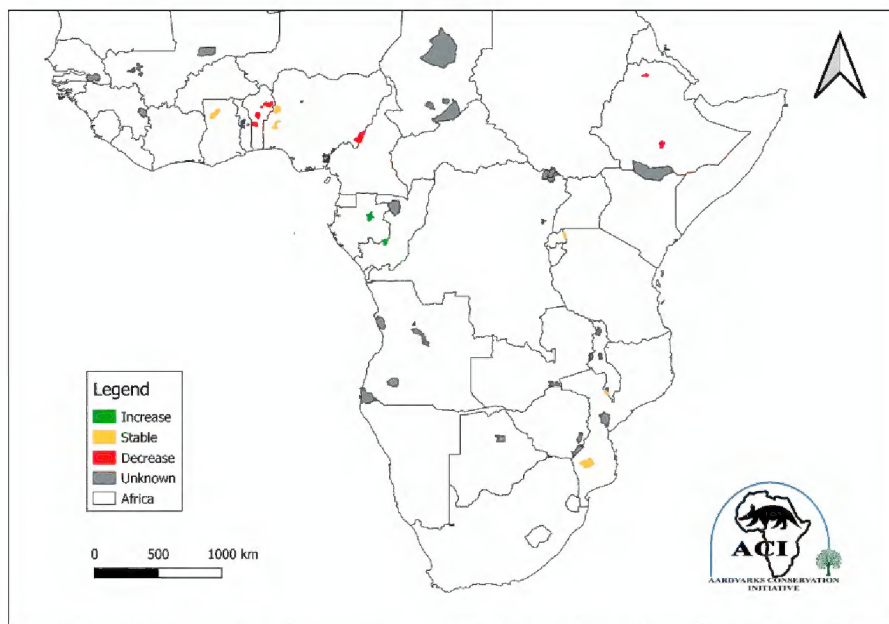 Legend
Increase
Stable
Decrease
Unknown
Africa
0 500 1000 km
ACI
AARDVARKS CONSERVATION
INITIATIVE